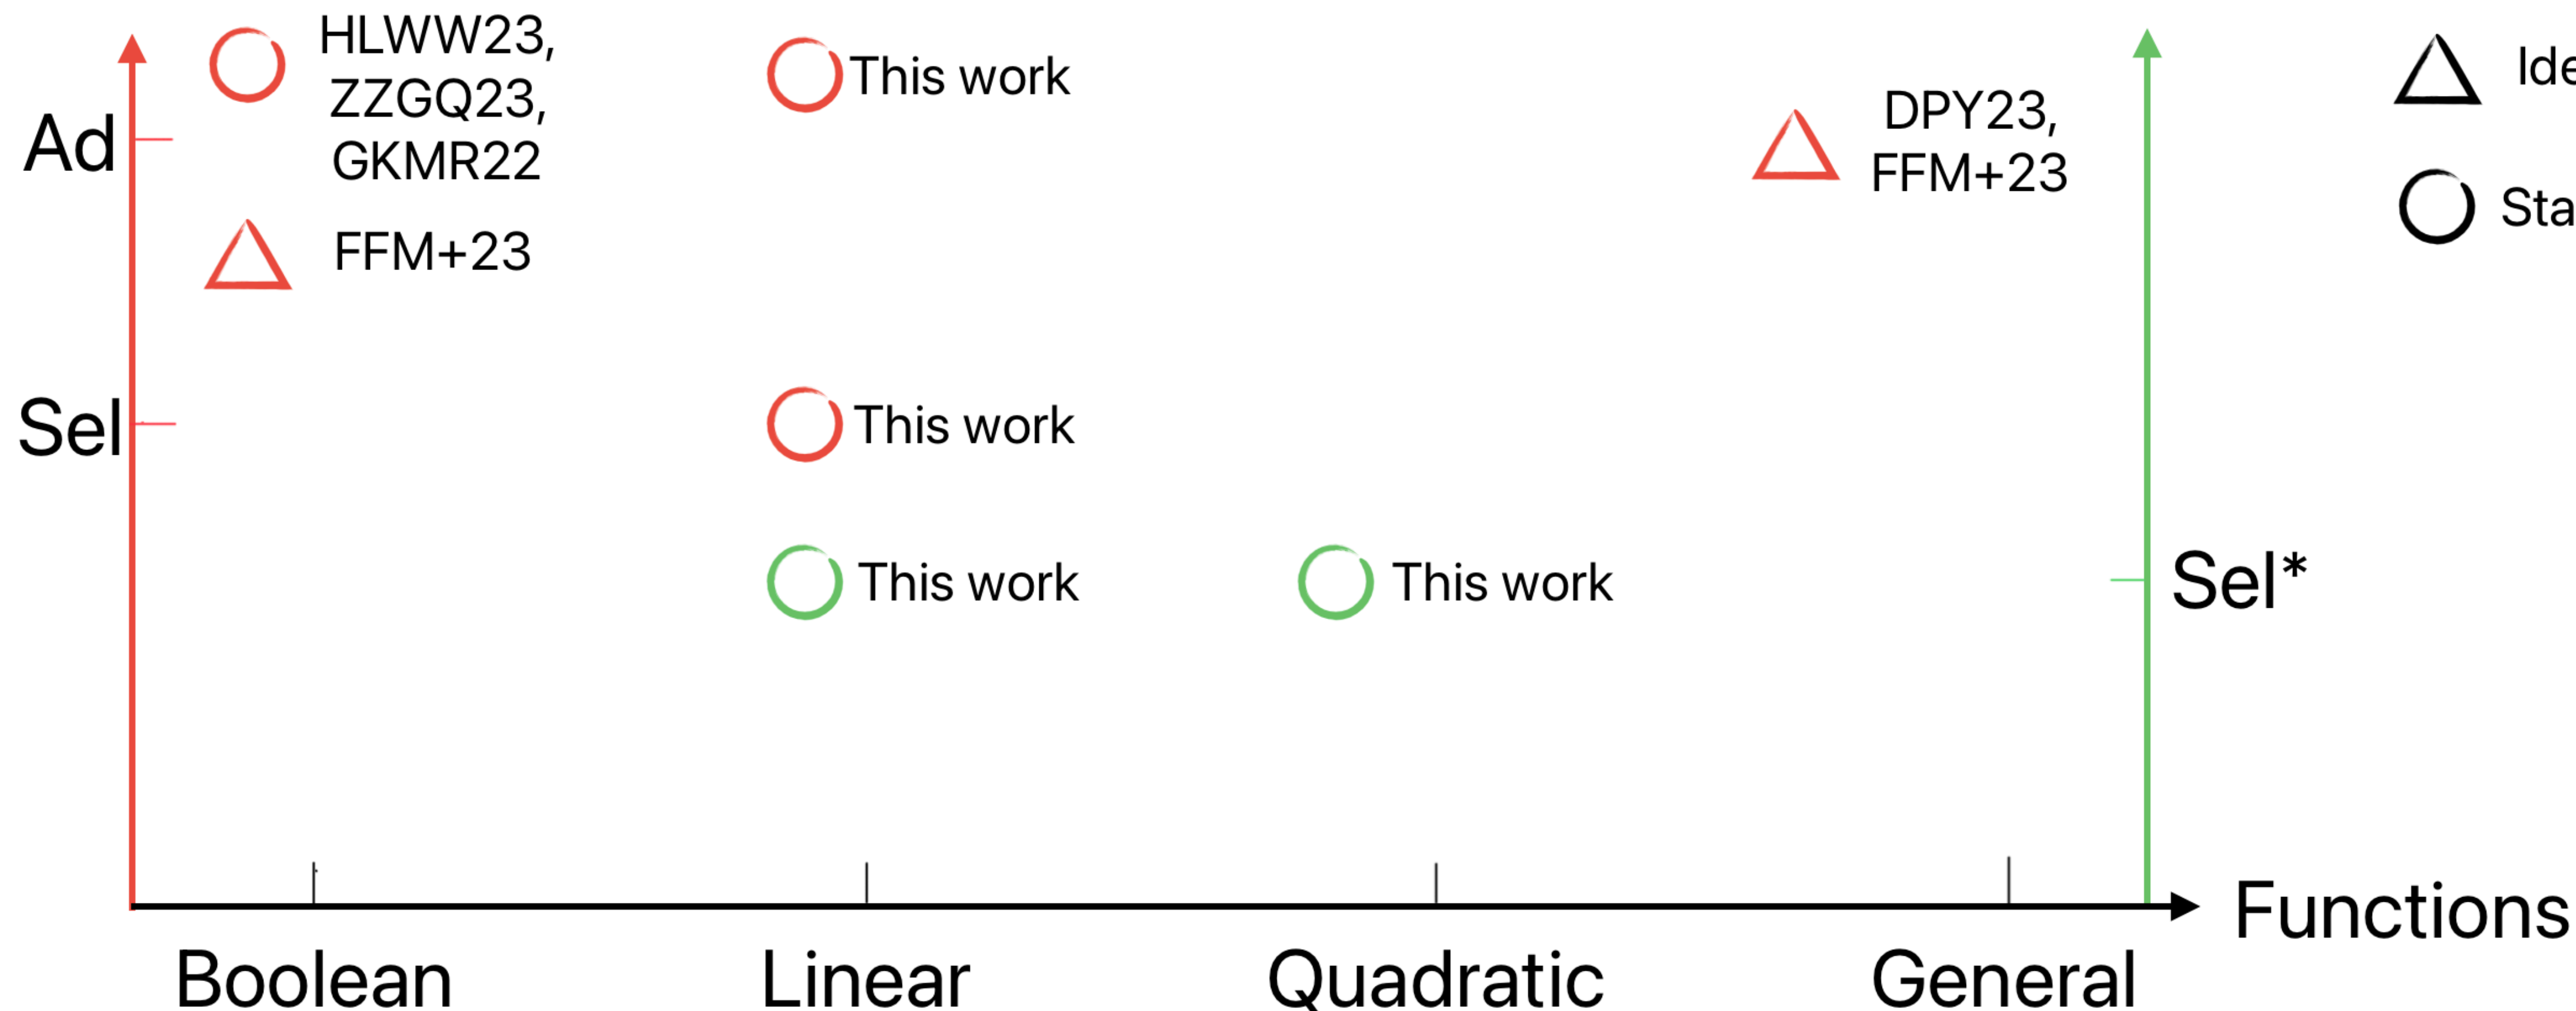 HLWW23,
ZZGQ23,
GKMR22
This work
DPY23,
FFM+23
Ad
FFM+23
Sel
This work
This work
This work
Sel*
Functions
Boolean
Linear
Quadratic
General